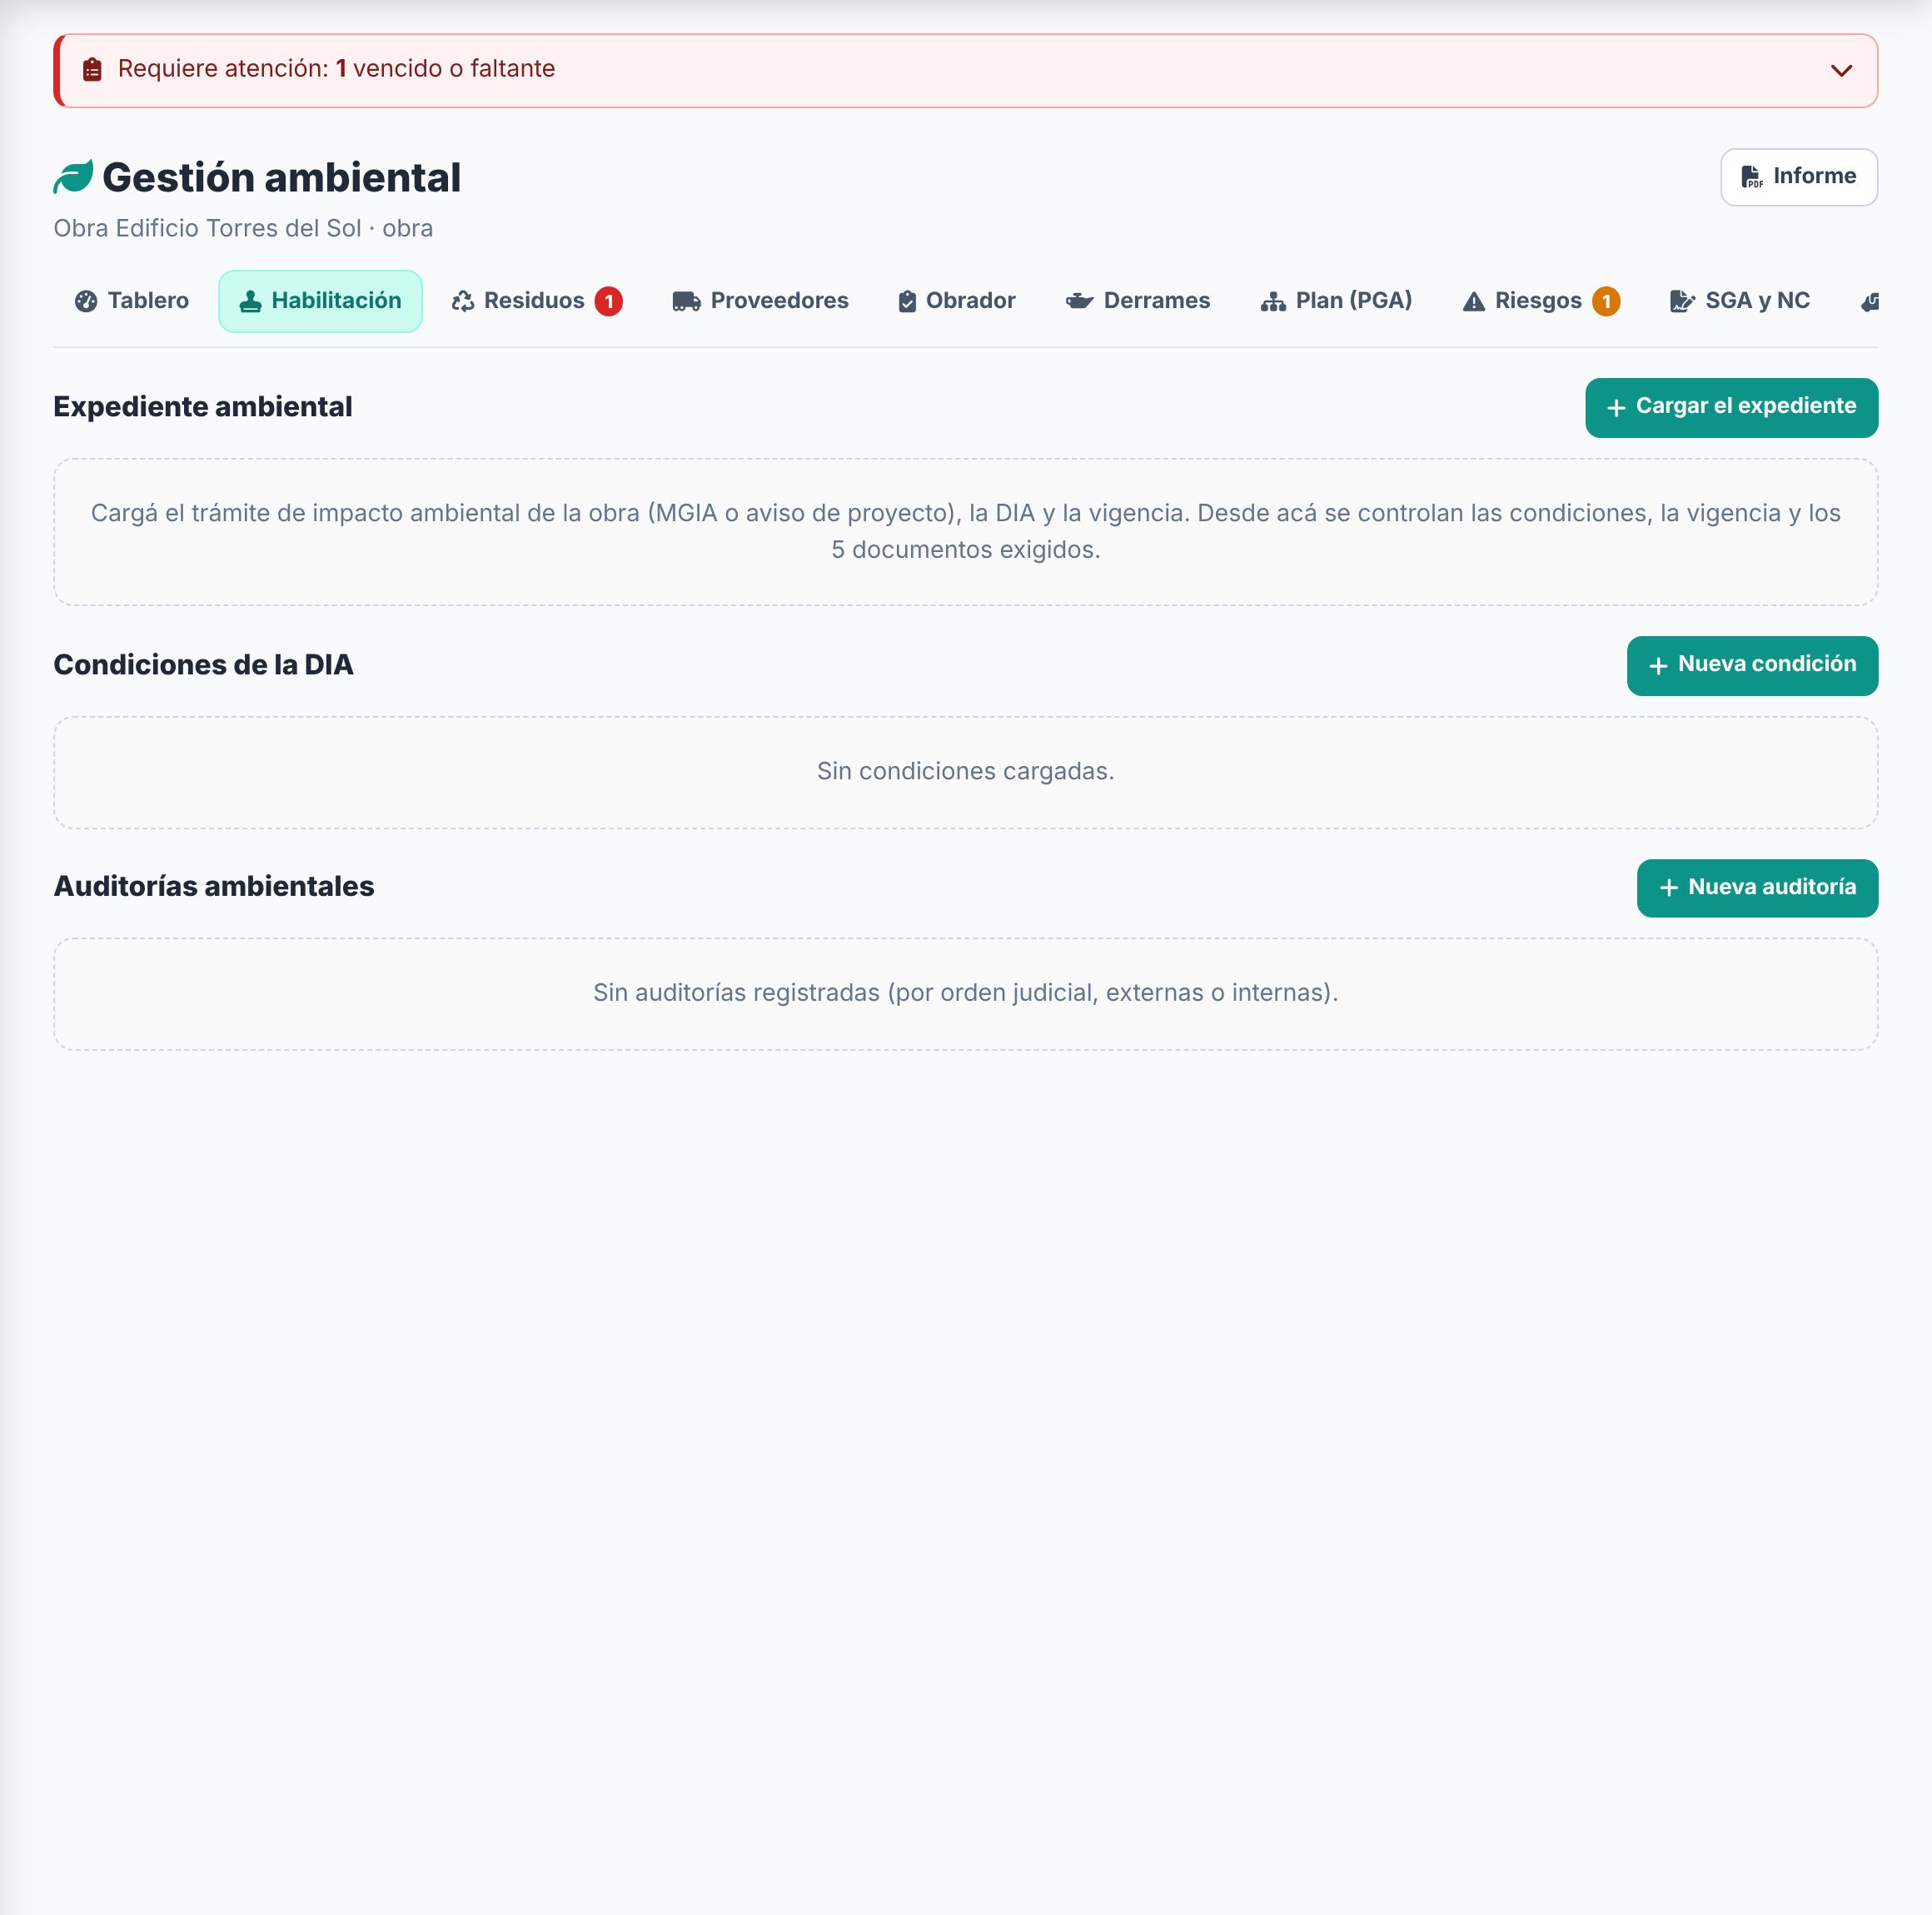 Requiere atención: 1 vencido o faltante
Gestión ambiental
PDF Informe
Obra Edificio Torres del Sol · obra
Tablero
Habilitación
Residuos 1
Proveedores
Obrador
Derrames
Plan (PGA)
Riesgos 1
SGA y NC
Expediente ambiental
+ Cargar el expediente
Cargá el trámite de impacto ambiental de la obra (MGIA o aviso de proyecto), la DIA y la vigencia. Desde acá se controlan las condiciones, la vigencia y los
5 documentos exigidos.
Condiciones de la DIA
+ Nueva condición
Sin condiciones cargadas.
Auditorías ambientales
+ Nueva auditoría
Sin auditorías registradas (por orden judicial, externas o internas).